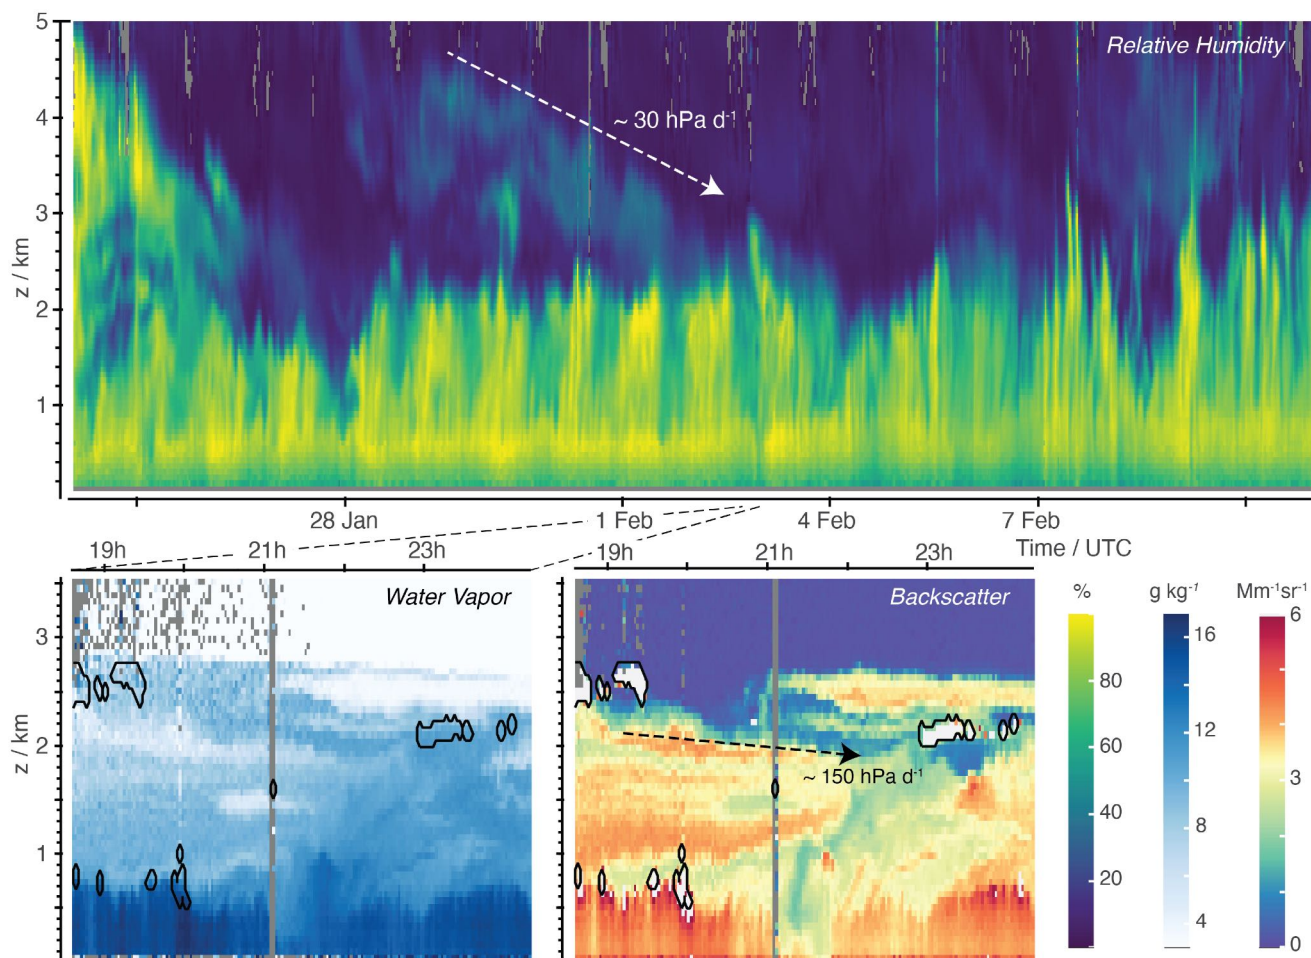 5
4
3
2
1
z / km
Relative Humidity
~ 30 hPa d⁻¹
28 Jan
1 Feb
4 Feb
7 Feb
Time / UTC
19h
21h
23h
19h
21h
23h
3
2
1
z / km
Water Vapor
Backscatter
~ 150 hPa d⁻¹
%
80
60
40
20
g kg⁻¹
16
12
8
4
Mm⁻¹sr⁻¹
6
3
0